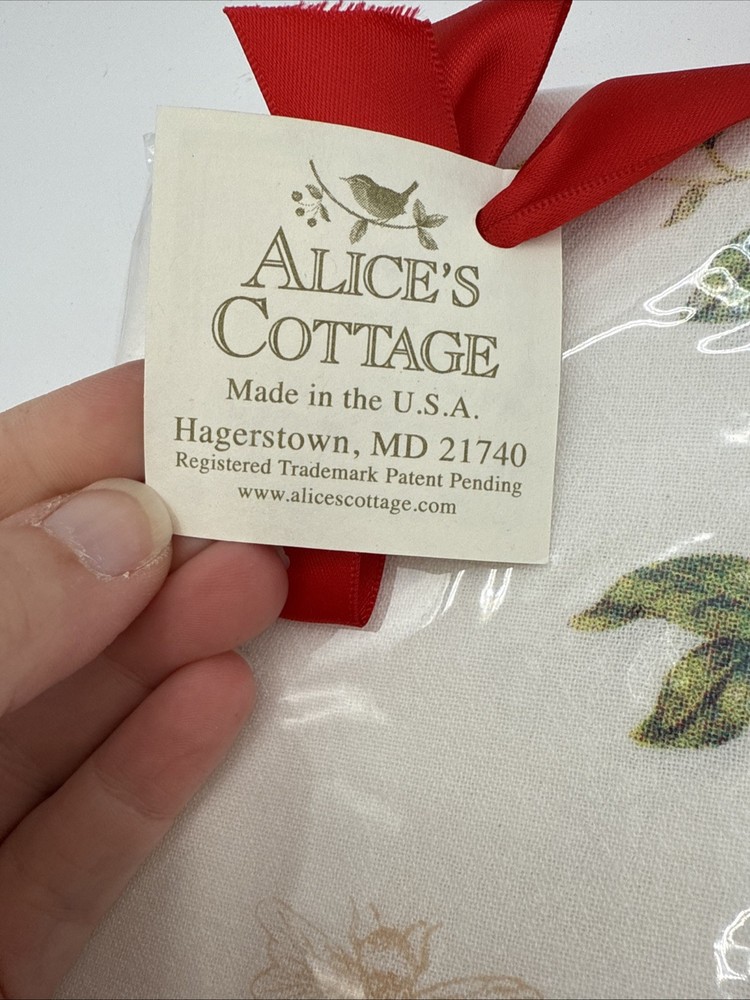 ALICE'S
COTTAGE
Made in the U.S.A.
Hagerstown, MD 21740
Registered Trademark Patent Pending
www.alicescottage.com